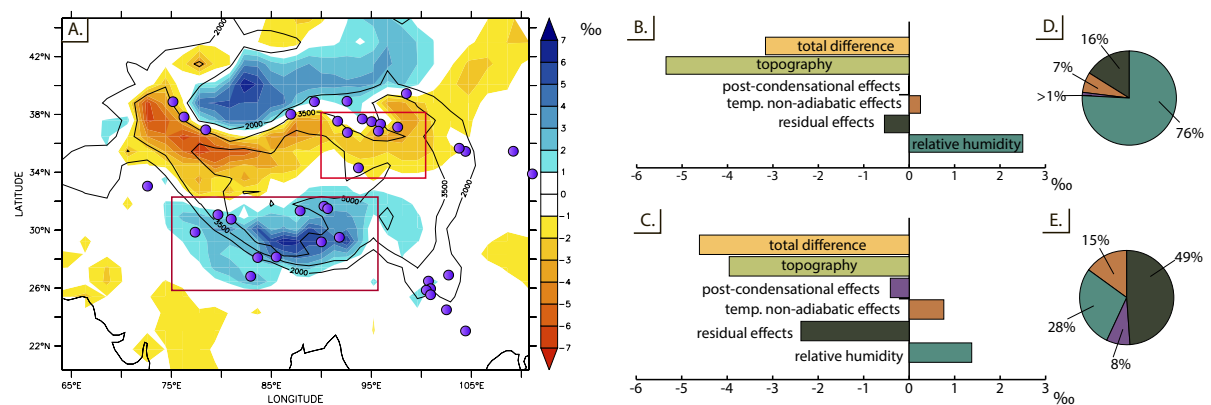 A.
42°N
38°N
34°N
30°N
26°N
22°N
LATITUDE
65°E
75°E
85°E
95°E
105°E
LONGITUDE
2000
3500
2000
3500
2000
5000
3500
2000
‰
7
6
5
4
3
2
1
0
−1
−2
−3
−4
−5
−6
−7
B.
total difference
topography
post-condensational effects
temp. non-adiabatic effects
residual effects
relative humidity
-6 -5 -4 -3 -2 -1 0 1 2 3
‰
C.
total difference
topography
post-condensational effects
temp. non-adiabatic effects
residual effects
relative humidity
-6 -5 -4 -3 -2 -1 0 1 2 3
‰
D.
16%
7%
>1%
76%
E.
15%
49%
28%
8%